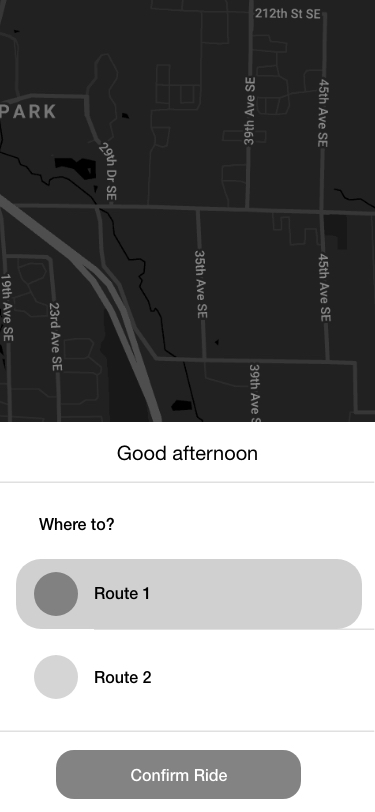 212th St SE
PARK
29th Dr SE
39th Ave SE
45th Ave SE
35th Ave SE
45th Ave SE
19th Ave SE
23rd Ave SE
39th Ave S
Good afternoon
Where to?
Route 1
Route 2
Confirm Ride